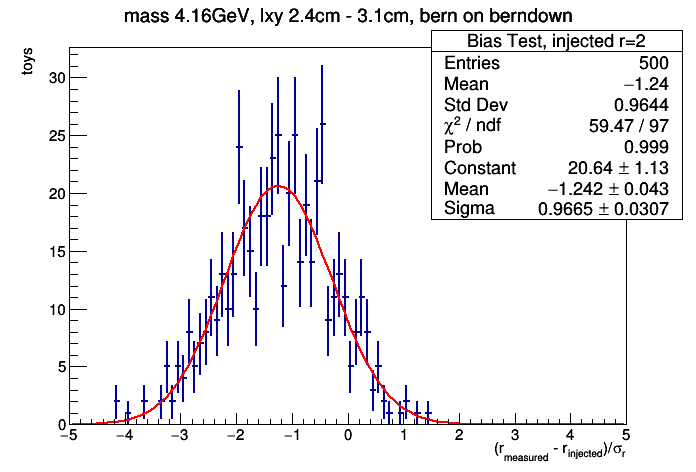 mass 4.16GeV, lxy 2.4cm - 3.1cm, bern on berndown
Bias Test, injected r=2
Entries 500
Mean −1.24
Std Dev 0.9644
χ² / ndf 59.47 / 97
Prob 0.999
Constant 20.64 ± 1.13
Mean −1.242 ± 0.043
Sigma 0.9665 ± 0.0307
toys
30
25
20
15
10
5
0
−5 −4 −3 −2 −1 0 1 2 3 4 5
(r_measured - r_injected)/σ_r